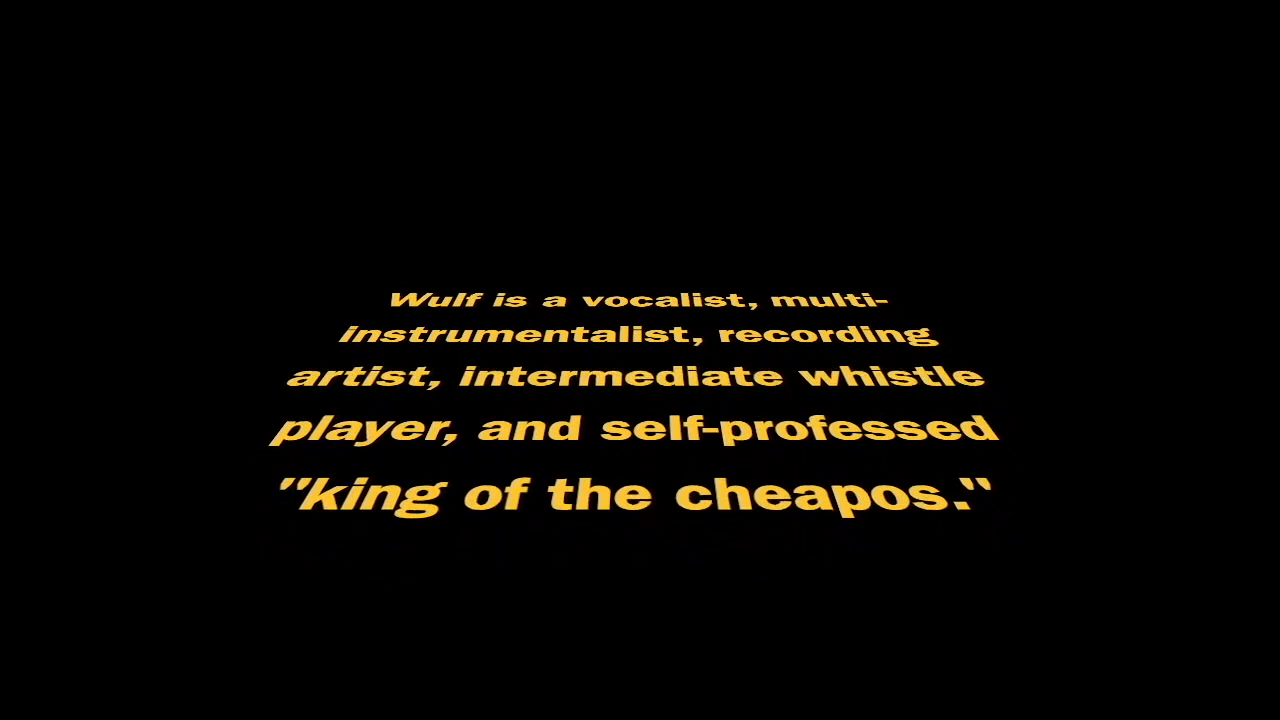 Wulf is a vocalist, multi-
instrumentalist, recording
artist, intermediate whistle
player, and self-professed
"king of the cheapos."